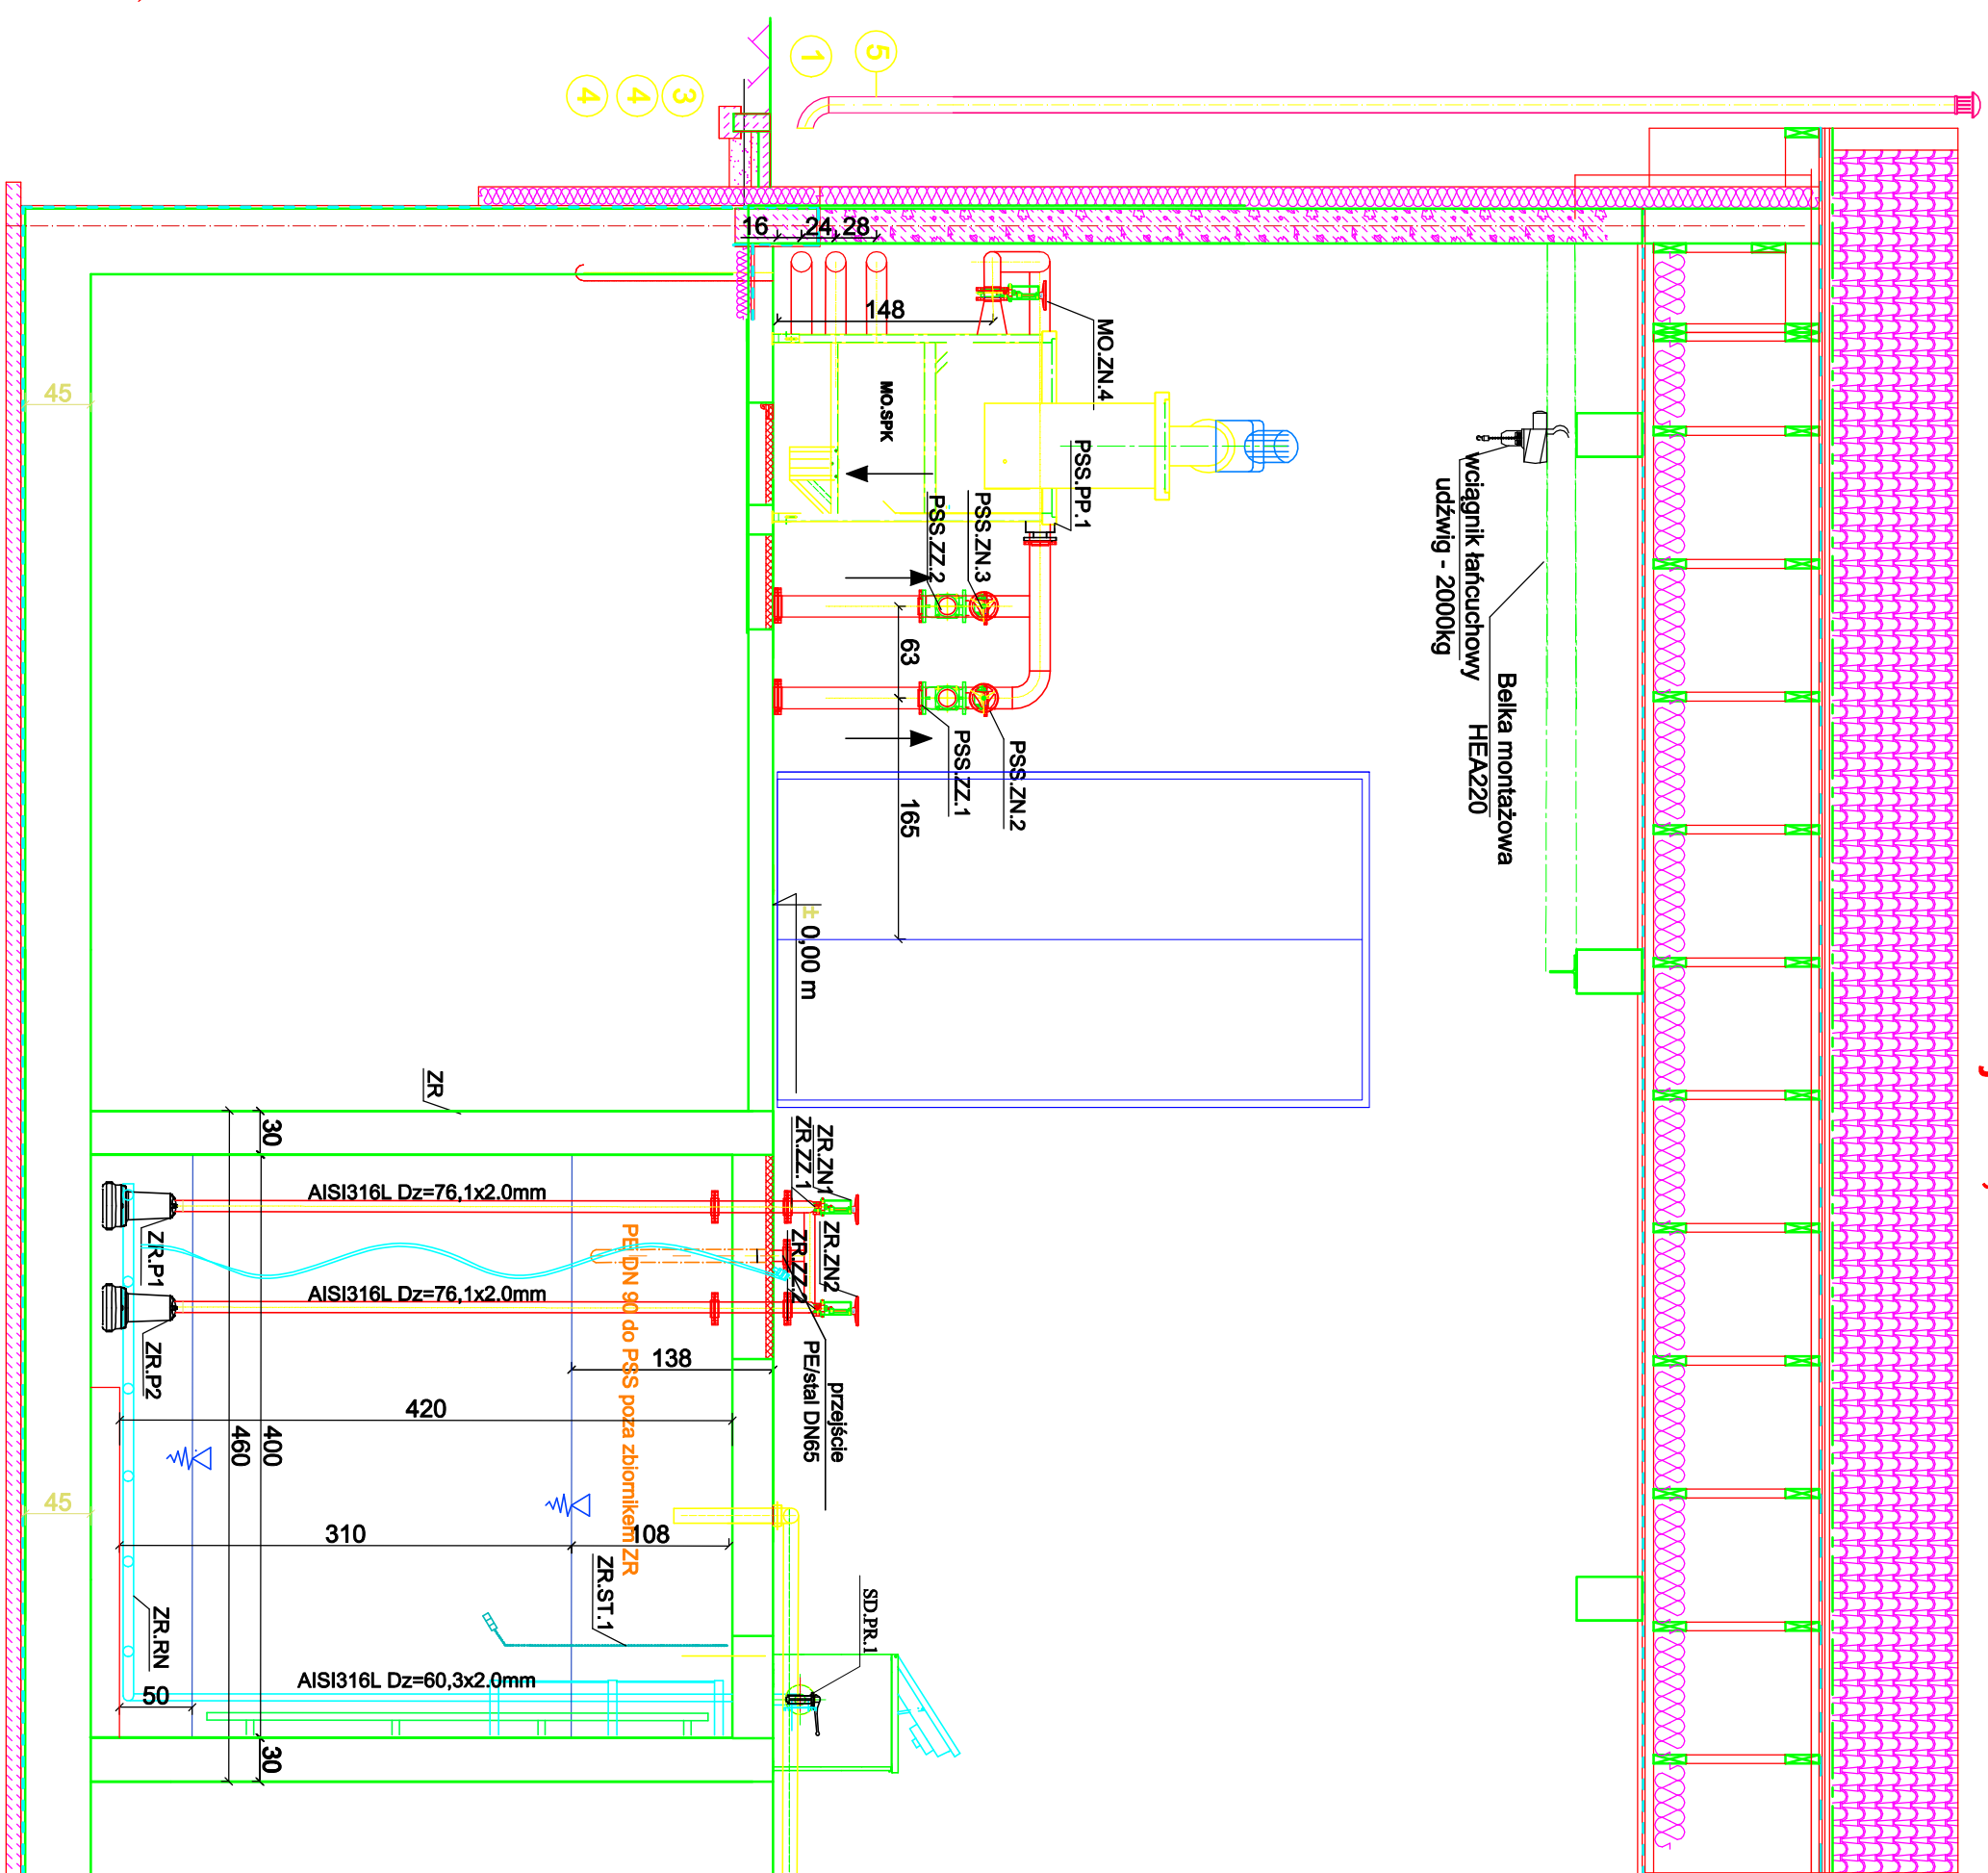 5
1
3
4
4
16
24
28
148
MO.ZN.4
MO.SPK
PSS.PP.1
PSS.ZN.3
PSS.ZZ.2
wciągnik łańcuchowy
udźwig - 2000kg
Belka montażowa
HEA220
63
165
PSS.ZN.2
PSS.ZZ.1
± 0,00 m
45
ZR
30
ZR.ZN1
ZR.ZZ.1
ZR.ZN2
ZR.ZZ.2
AISI316L Dz=76,1x2.0mm
ZR.P1
AISI316L Dz=76,1x2.0mm
ZR.P2
PE DN 90 do PSS poza zbiornikem ZR
przejście
PE/stal DN65
138
420
400
460
310
108
45
ZR.ST.1
SD.PR.1
ZR.RN
AISI316L Dz=60,3x2.0mm
50
30